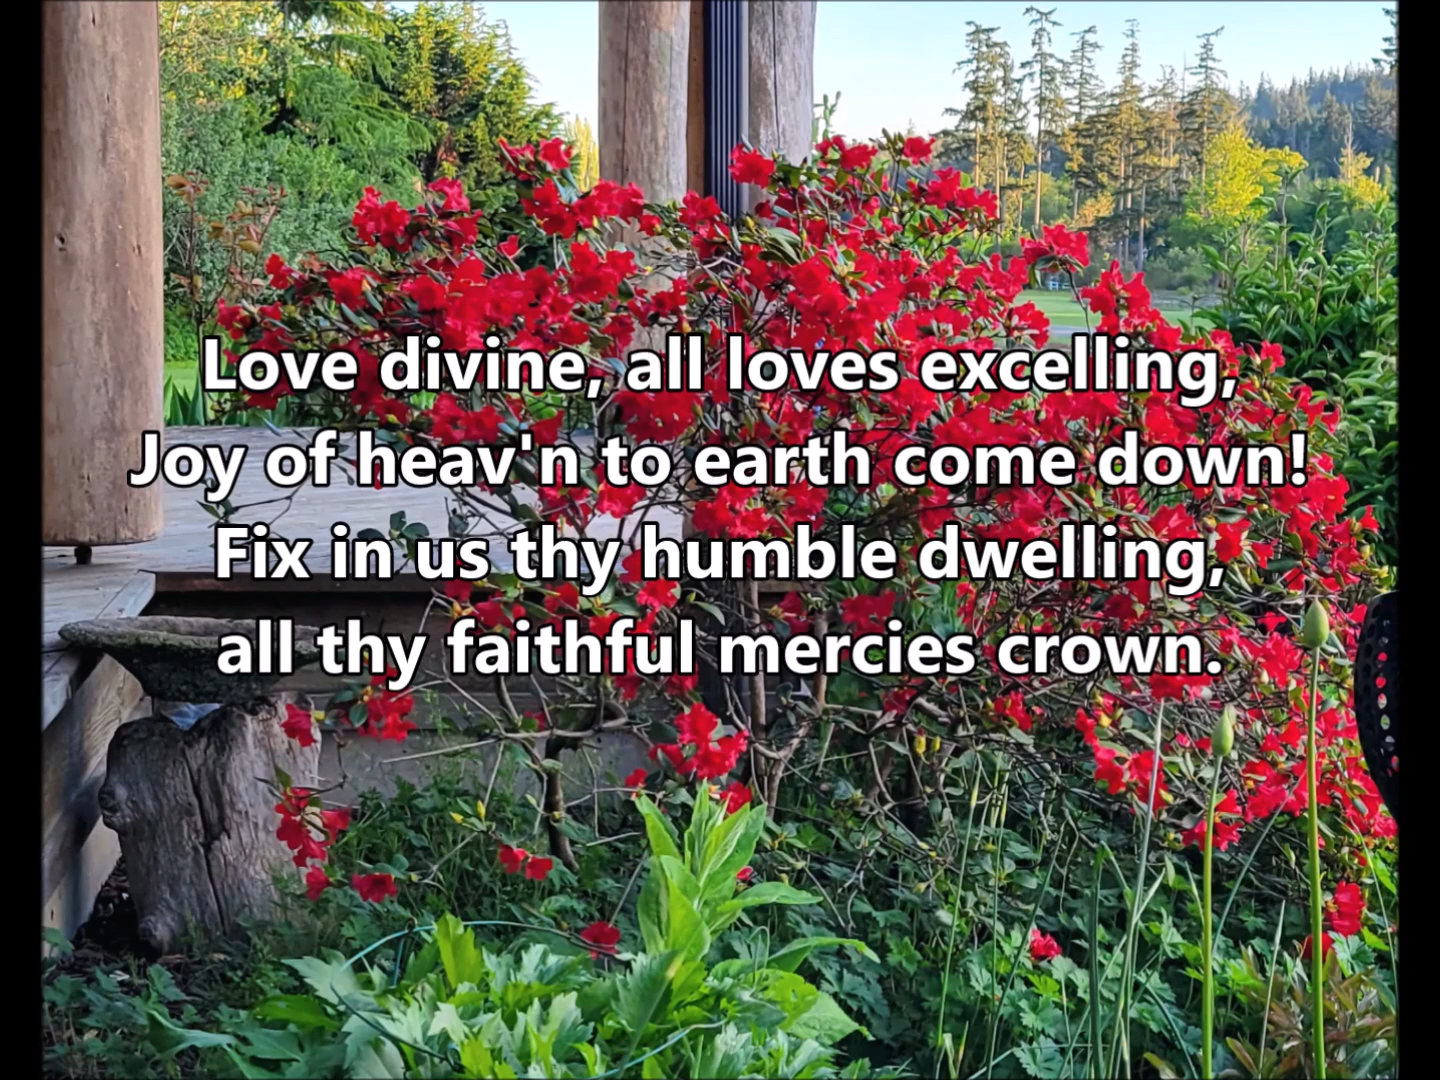 Love divine, all loves excelling,
Joy of heav'n to earth come down!
Fix in us thy humble dwelling,
all thy faithful mercies crown.